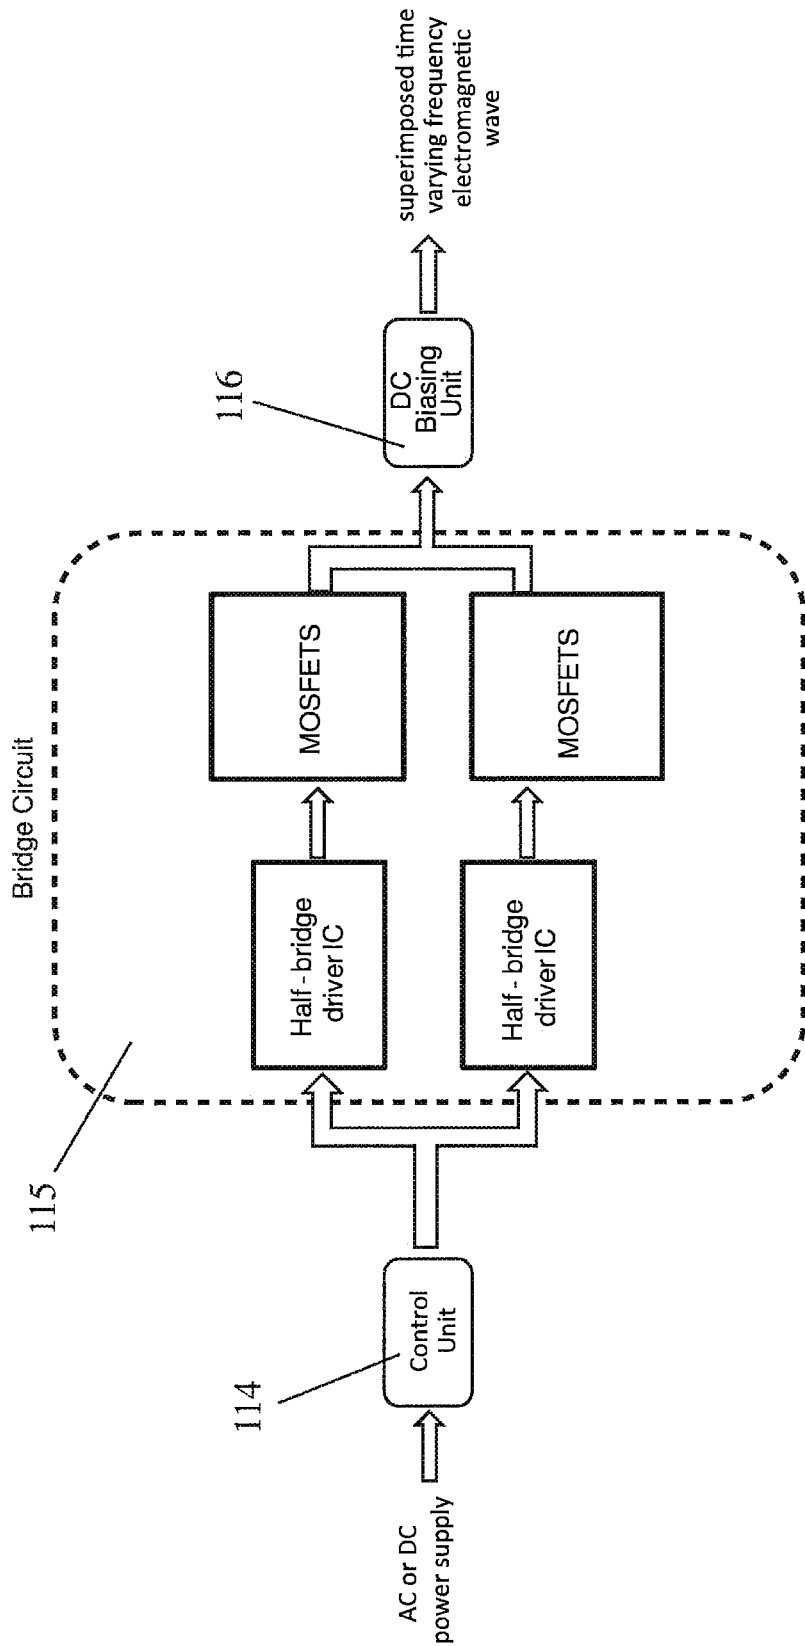 Bridge Circuit
115
114
116
AC or DC
power supply
Control
Unit
Half - bridge
driver IC
MOSFETS
Half - bridge
driver IC
MOSFETS
DC
Biasing
Unit
superimposed time
varying frequency
electromagnetic
wave